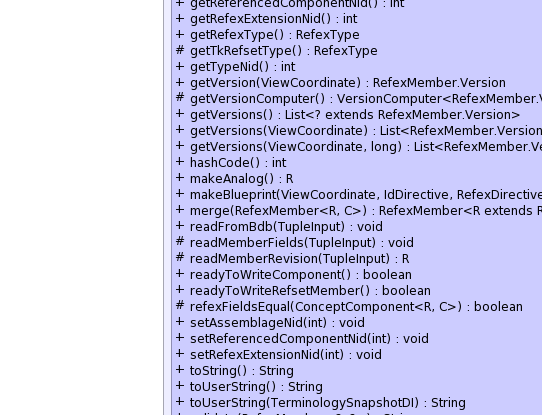 + getReferencedComponentNid() : int
+ getRefexExtensionNid() : int
+ getRefexType() : RefexType
# getTkRefsetType() : RefexType
+ getTypeNid() : int
+ getVersion(ViewCoordinate) : RefexMember.Version
# getVersionComputer() : VersionComputer<RefexMember.V
+ getVersions() : List<? extends RefexMember.Version>
+ getVersions(ViewCoordinate) : List<RefexMember.Version
+ getVersions(ViewCoordinate, long) : List<RefexMember.Ve
+ hashCode() : int
+ makeAnalog() : R
+ makeBlueprint(ViewCoordinate, IdDirective, RefexDirective
+ merge(RefexMember<R, C>) : RefexMember<R extends R
+ readFromBdb(TupleInput) : void
# readMemberFields(TupleInput) : void
# readMemberRevision(TupleInput) : R
+ readyToWriteComponent() : boolean
+ readyToWriteRefsetMember() : boolean
# refexFieldsEqual(ConceptComponent<R, C>) : boolean
+ setAssemblageNid(int) : void
+ setReferencedComponentNid(int) : void
+ setRefexExtensionNid(int) : void
+ toString() : String
+ toUserString() : String
+ toUserString(TerminologySnapshotDI) : String